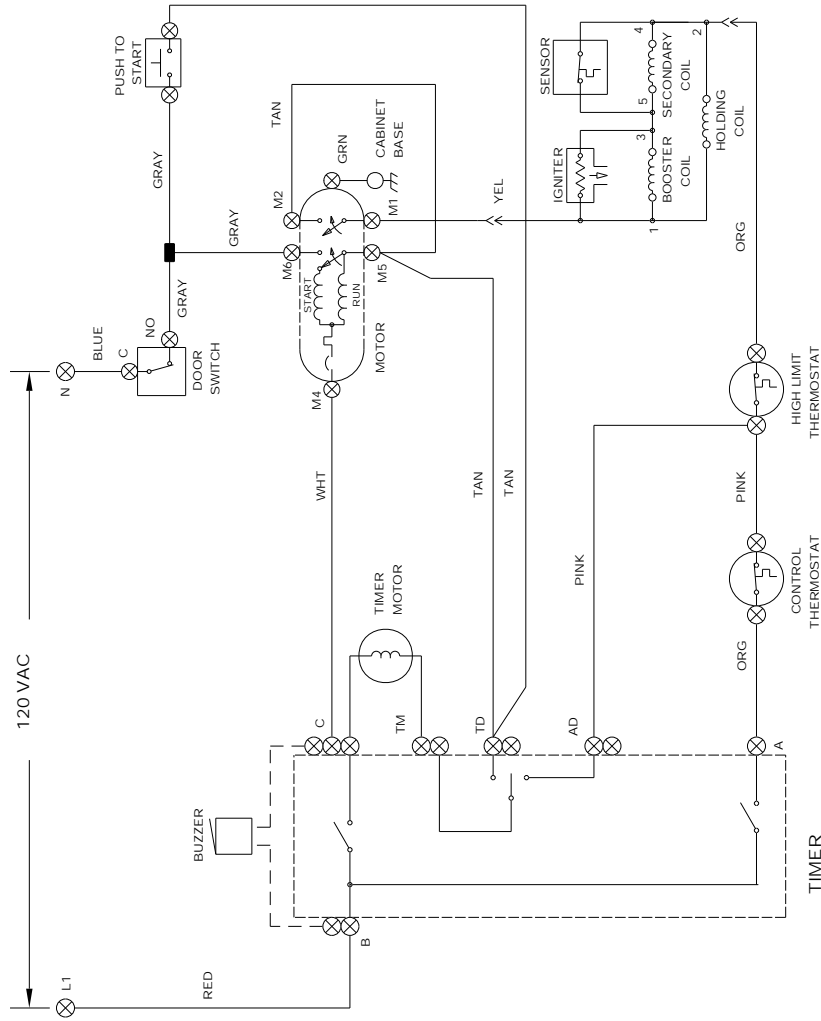 120 VAC
L1
N
RED
BLUE
C
NO
DOOR
SWITCH
GRAY
GRAY
PUSH TO
START
GRAY
TAN
BUZZER
B
C
WHT
M4
MOTOR
START
RUN
M6
M2
M5
M1
GRN
CABINET
BASE
TIMER
MOTOR
TM
TD
TAN
TAN
YEL
AD
PINK
IGNITER
SENSOR
1
3
5
4
2
BOOSTER
COIL
SECONDARY
COIL
HOLDING
COIL
ORG
A
ORG
CONTROL
THERMOSTAT
PINK
HIGH LIMIT
THERMOSTAT
TIMER